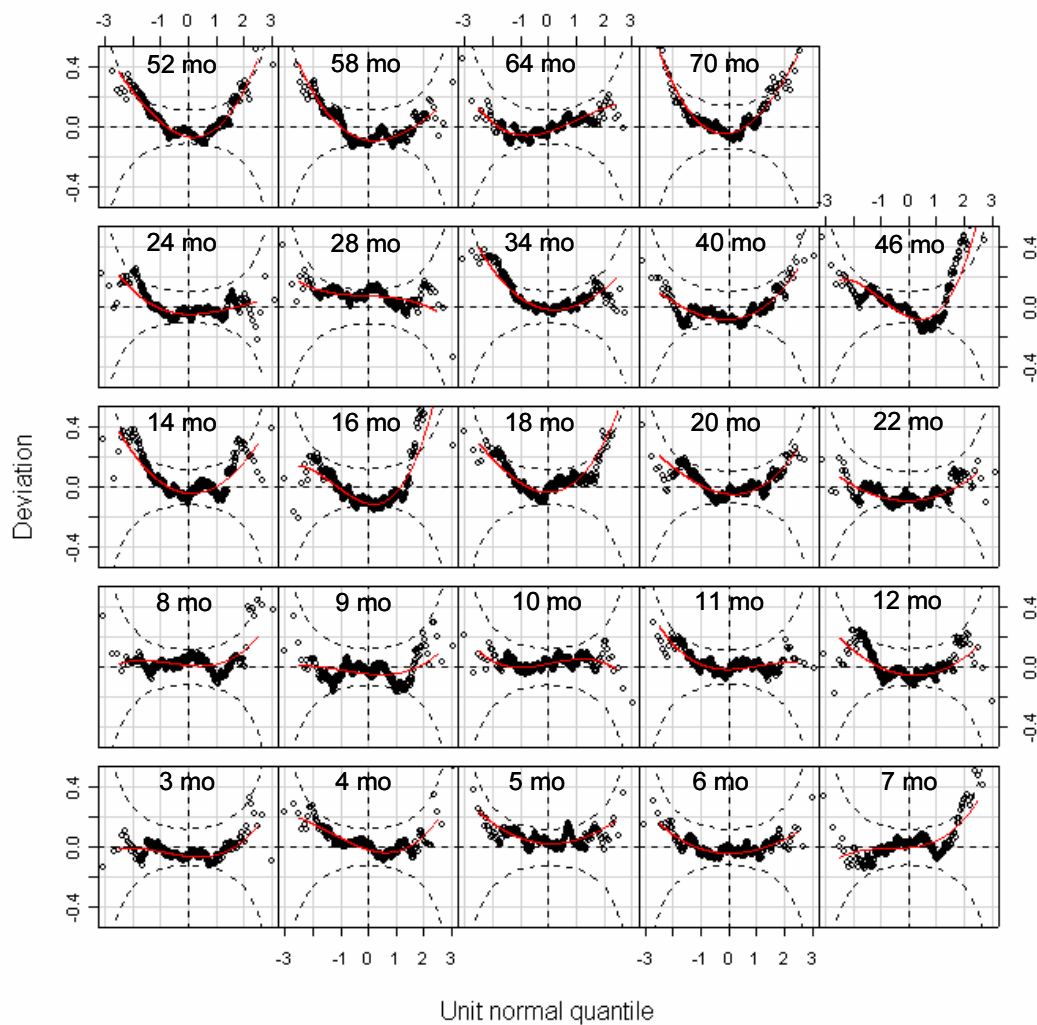 -3 -1 0 1 2 3 -3 -1 0 1 2 3
52 mo 58 mo 64 mo 70 mo
0.4
0.0
-0.4
-3 -1 0 1 2 3
24 mo 28 mo 34 mo 40 mo 46 mo
0.4
0.0
-0.4
14 mo 16 mo 18 mo 20 mo 22 mo
0.4
0.0
-0.4
Deviation
8 mo 9 mo 10 mo 11 mo 12 mo
0.4
0.0
-0.4
3 mo 4 mo 5 mo 6 mo 7 mo
0.4
0.0
-0.4
-3 -1 0 1 2 3 -3 -1 0 1 2 3
Unit normal quantile